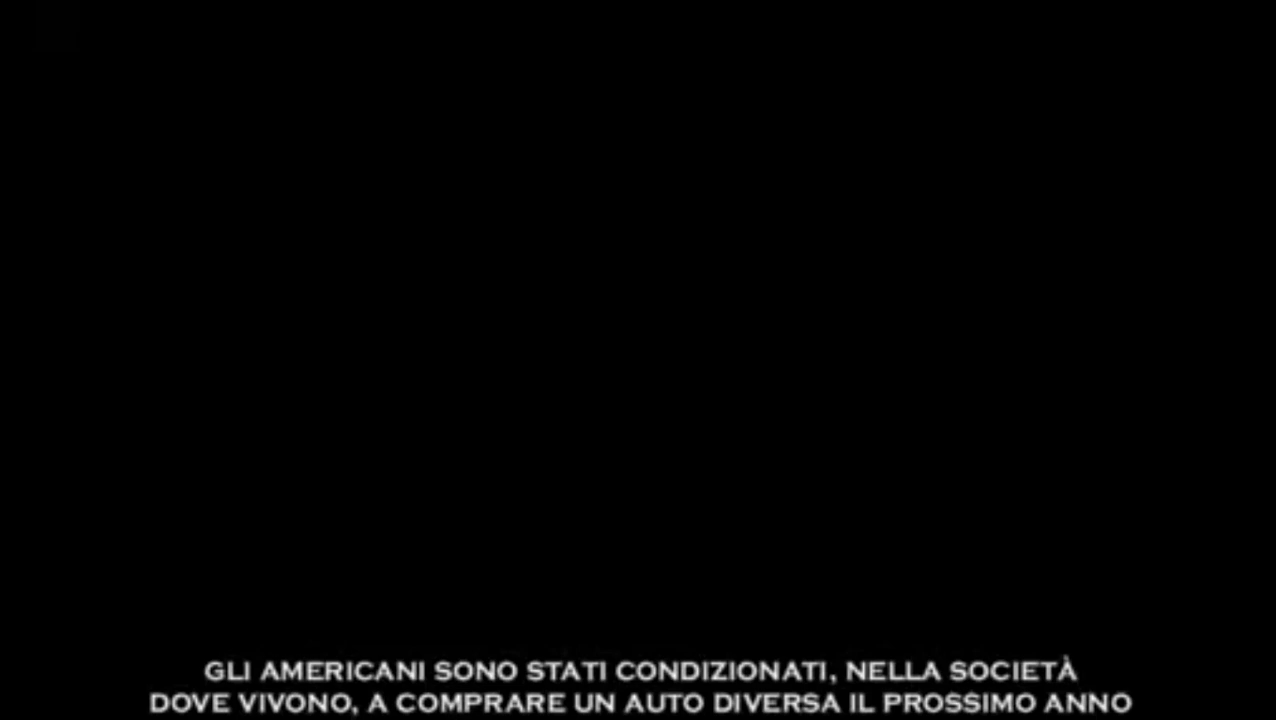 GLI AMERICANI SONO STATI CONDIZIONATI, NELLA SOCIETÀ
DOVE VIVONO, A COMPRARE UN AUTO DIVERSA IL PROSSIMO ANNO